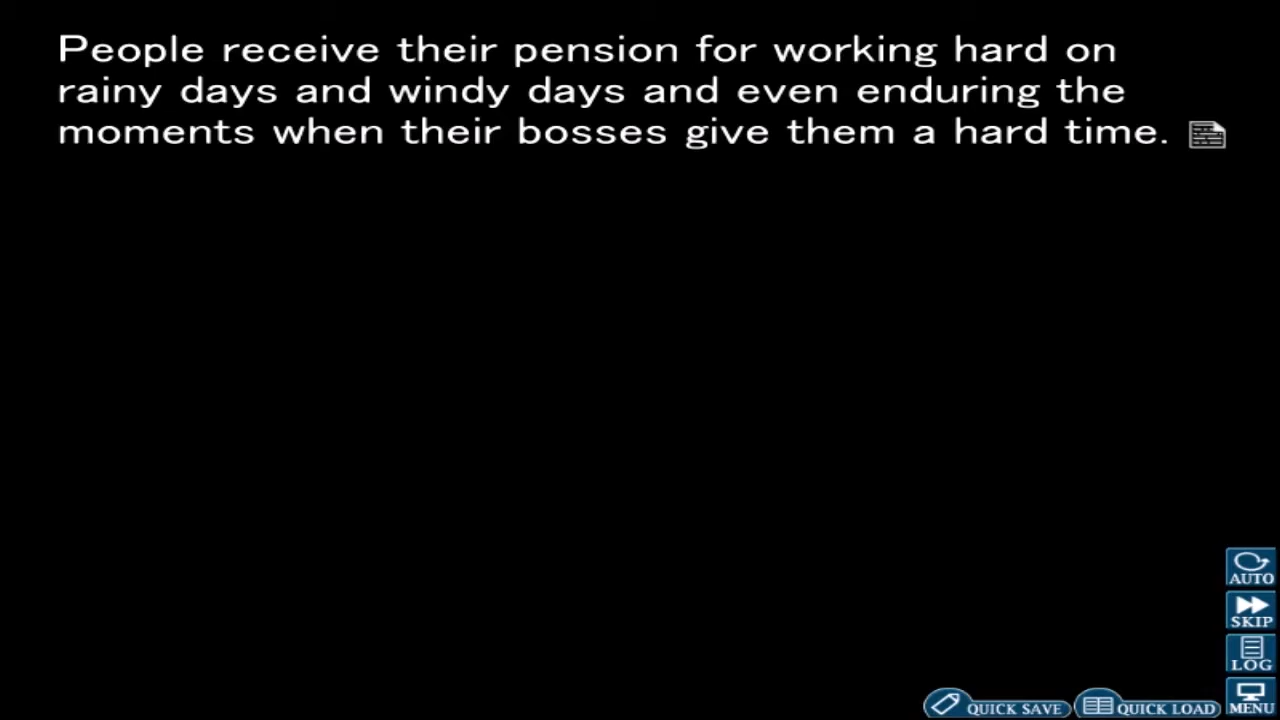 People receive their pension for working hard on
rainy days and windy days and even enduring the
moments when their bosses give them a hard time.
AUTO
SKIP
LOG
QUICK SAVE QUICK LOAD MENU